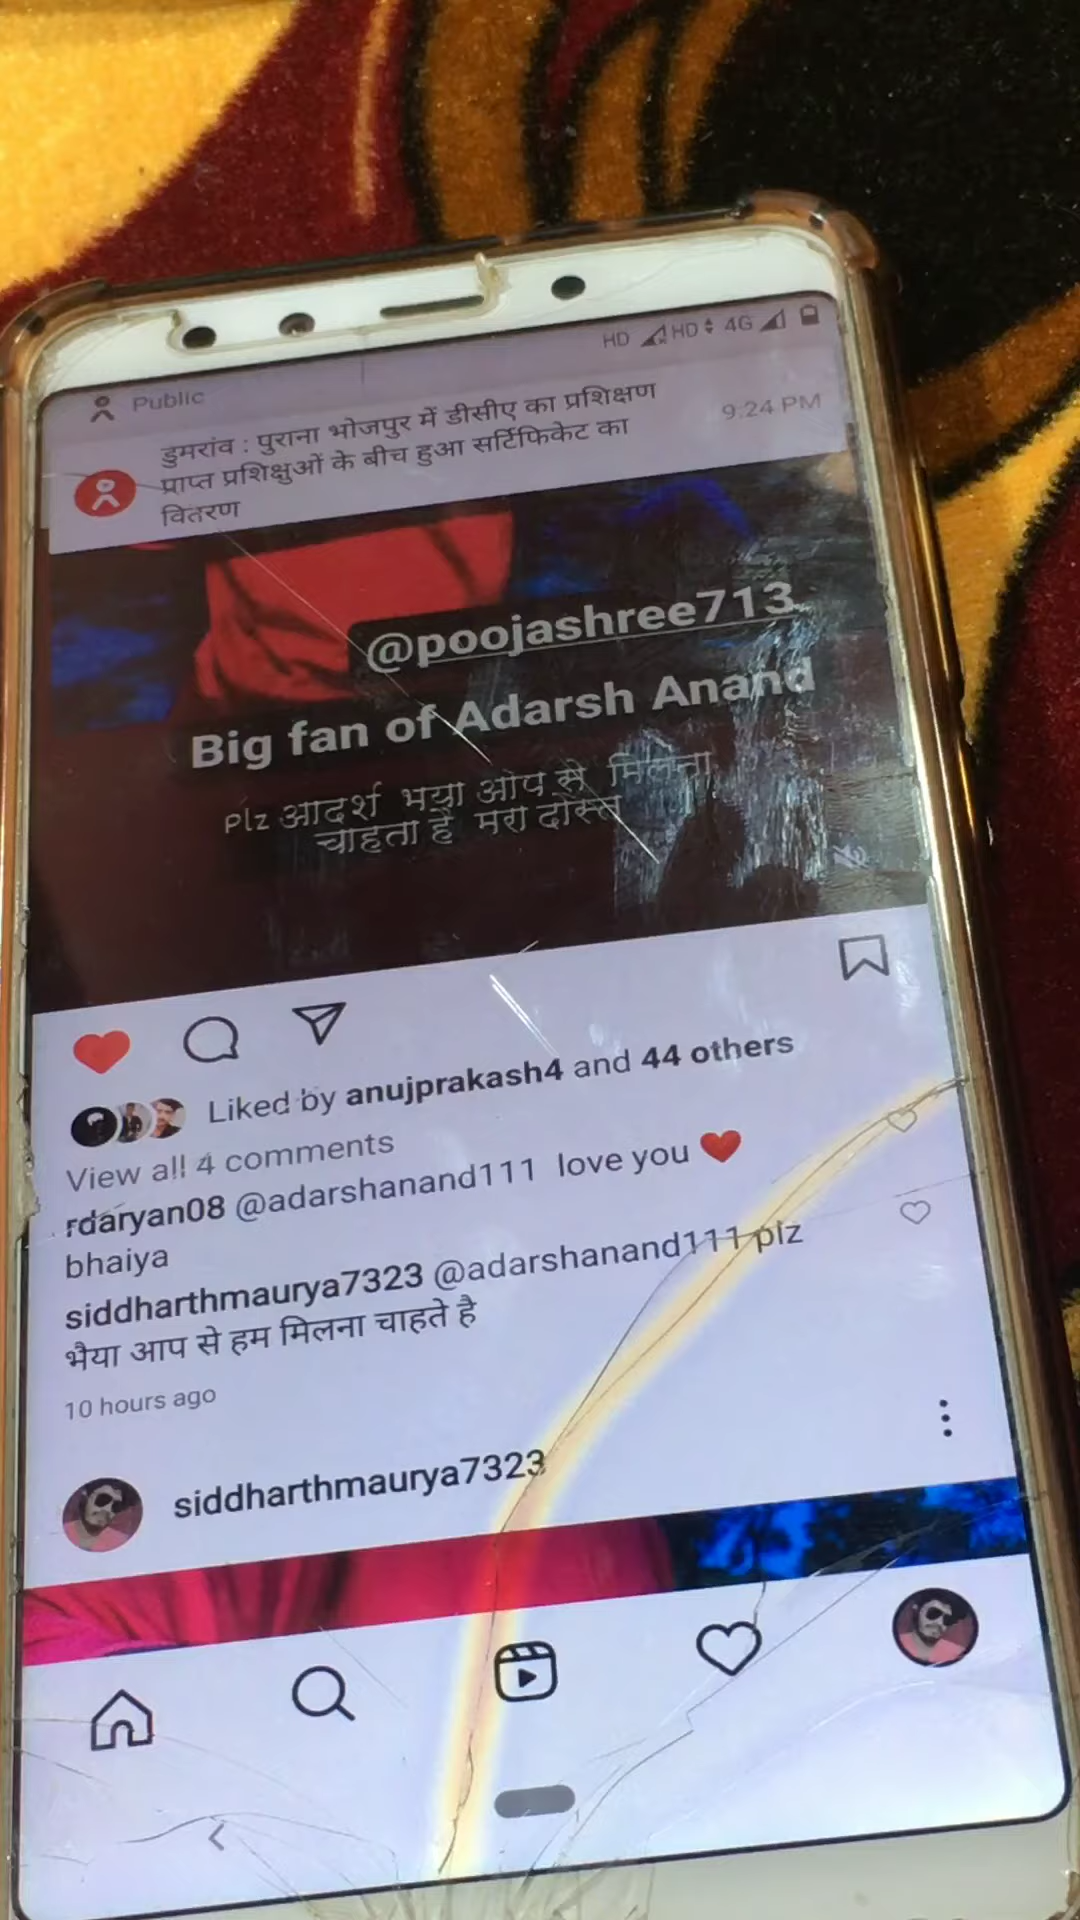 HD HD 4G
Public
डुमरांव : पुराना भोजपुर में डीसीए का प्रशिक्षण
9:24 PM
प्राप्त प्रशिक्षुओं के बीच हुआ सर्टिफिकेट का
वितरण
@poojashree713
Big fan of Adarsh Anand
Plz आदर्श भया आप से मिलना
चाहता है मेरा दोस्त
Liked by anujprakash4 and 44 others
View all 4 comments
rdaryan08 @adarshanand111 love you ❤
bhaiya
siddharthmaurya7323 @adarshanand111 plz
भैया आप से हम मिलना चाहते है
10 hours ago
siddharthmaurya7323